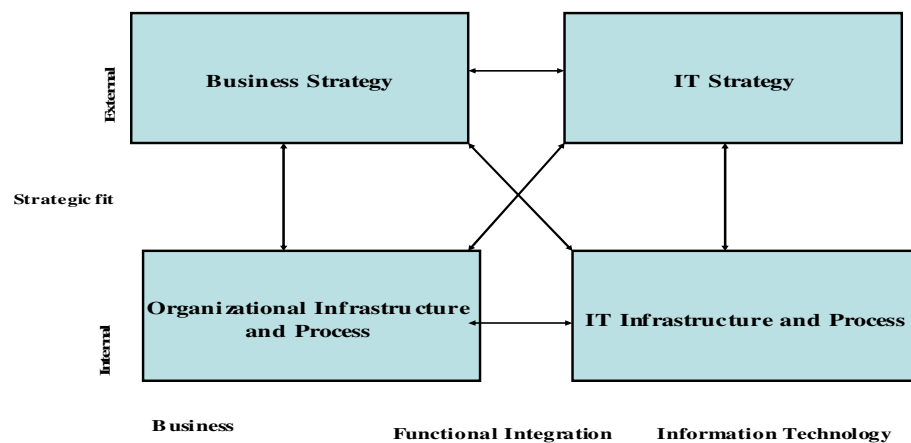 External
Business Strategy
IT Strategy
Strategic fit
Internal
Organizational Infrastructure
and Process
IT Infrastructure and Process
Business
Functional Integration
Information Technology